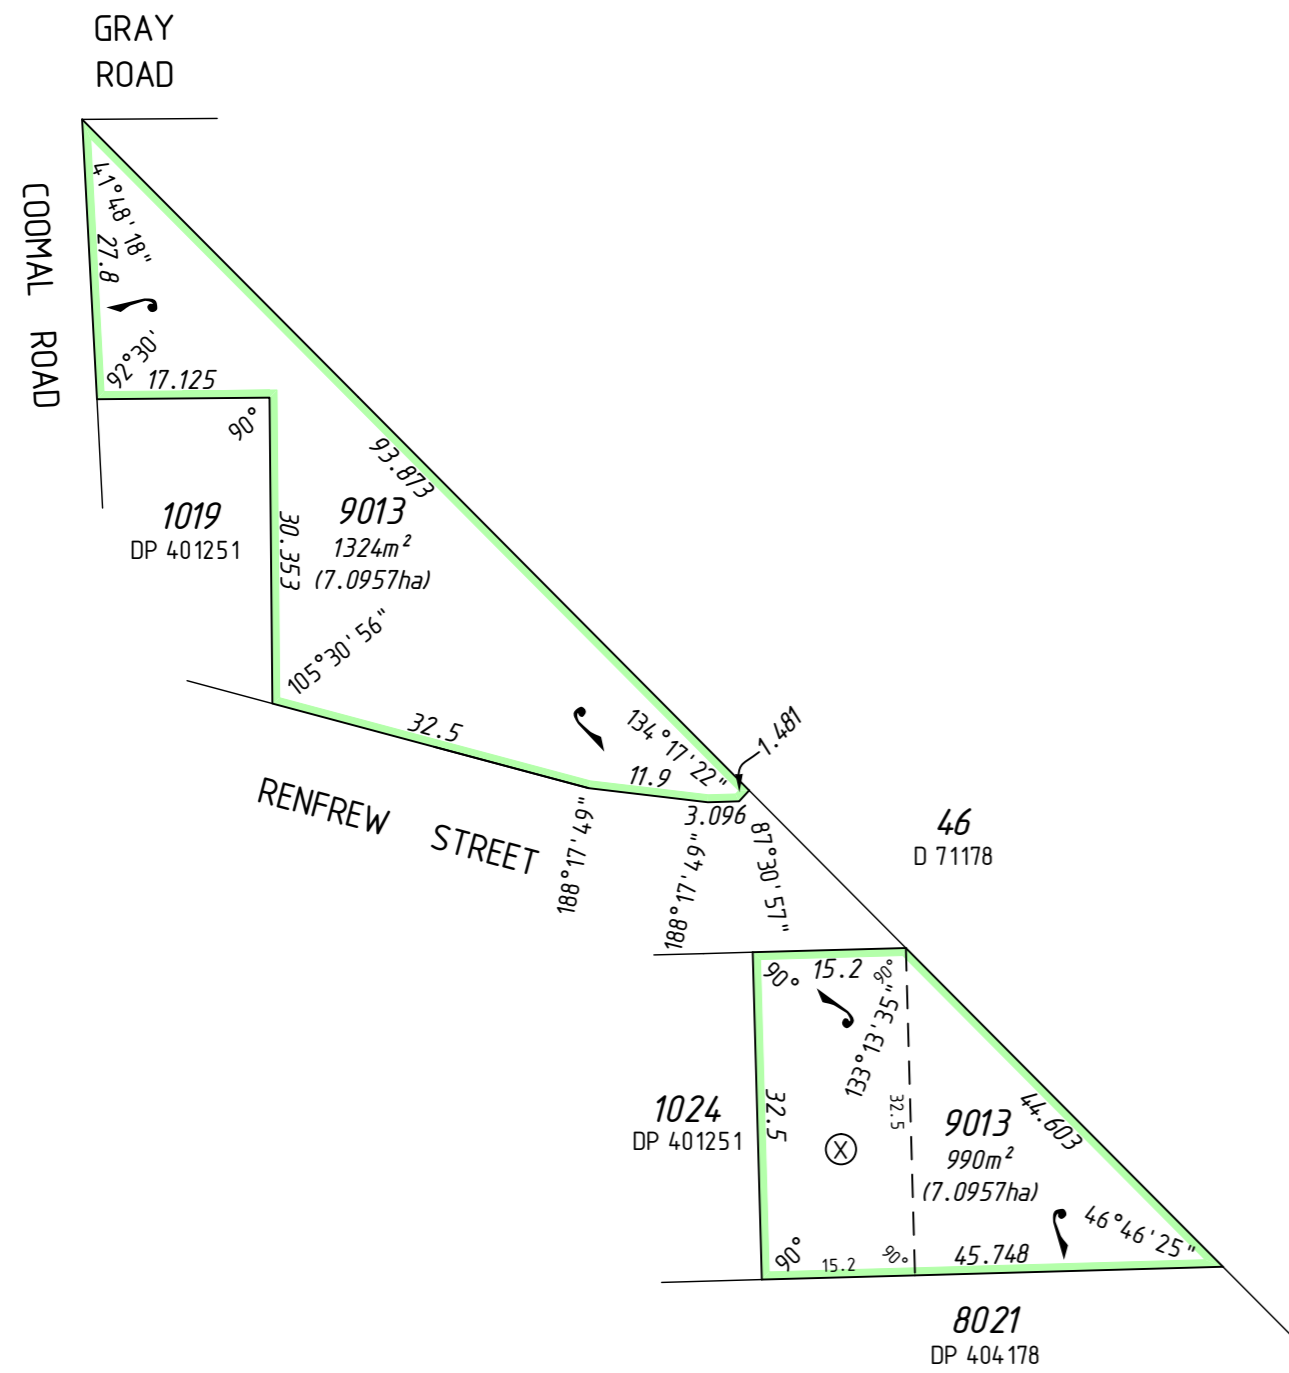 GRAY
ROAD
COOMAL ROAD
41°48'18"
27.8
92°30'
17.125
90°
93.873
1019
DP 401251
30.353
9013
1324m²
(7.0957ha)
105°30'56"
32.5
134°17'22"
1.481
11.9
3.096
RENFREW STREET
188°17'49"
188°17'49"
87°30'57"
46
D 71178
90°
15.2
90°
133°13'35"
1024
DP 401251
32.5
32.5
X
9013
990m²
(7.0957ha)
44.603
46°46'25"
90°
15.2
90°
45.748
8021
DP 404178